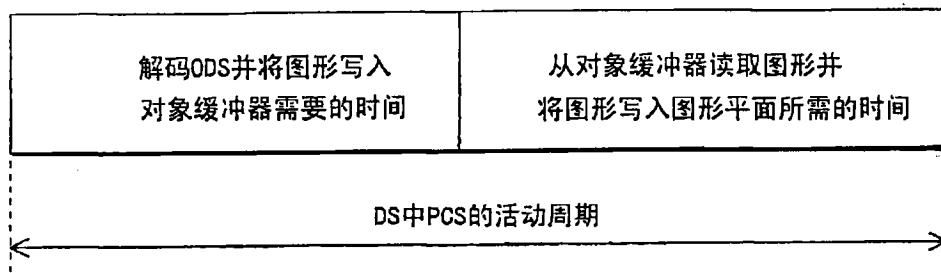 解码ODS并将图形写入
对象缓冲器需要的时间
从对象缓冲器读取图形并
将图形写入图形平面所需的时间
DS中PCS的活动周期